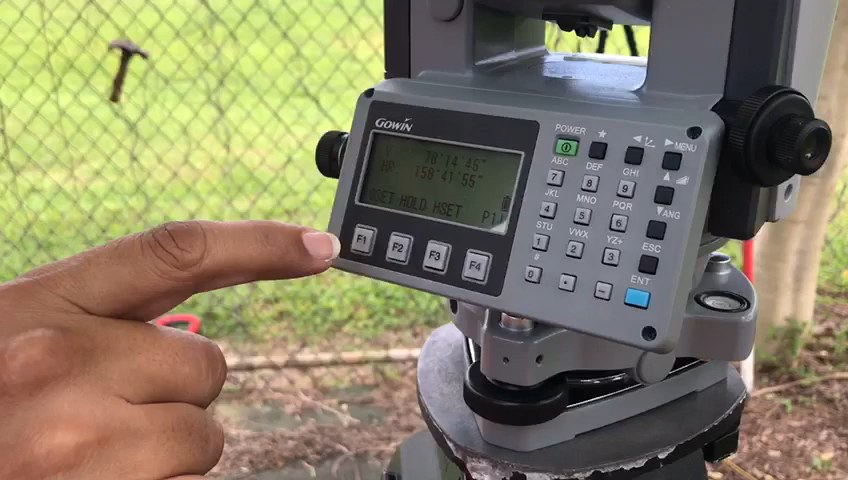 GOWIN
V 78°14'45"
HR 158°41'55"
0SET HOLD HSET P1↓
F1 F2 F3 F4
POWER ★ ◀ ▶ MENU
ABC DEF GHI ▲
7 8 9
JKL MNO PQR ▼ANG
4 5 6
STU VWX YZ+ ESC
1 2 3
# ENT
0 . -